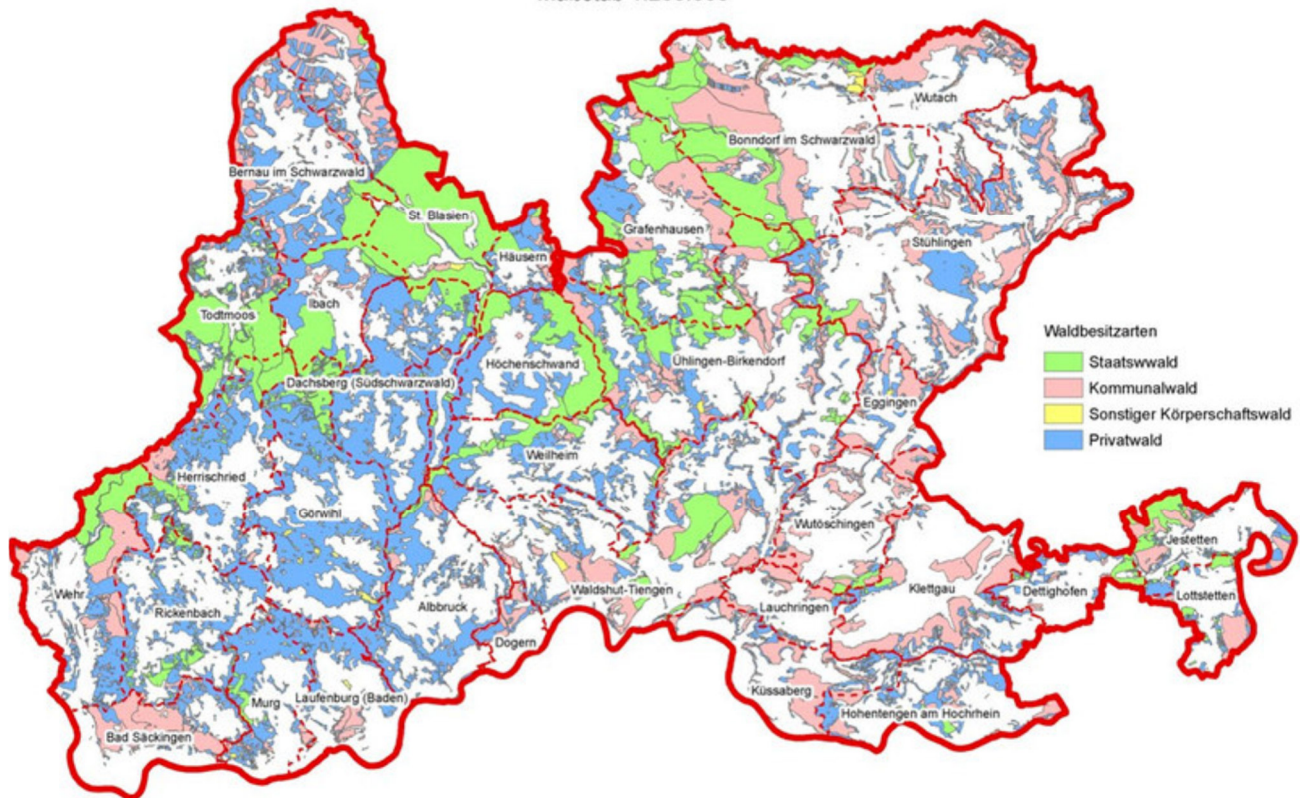 Wutach
Bonndorf im Schwarzwald
Bernau im Schwarzwald
St. Blasien
Grafenhausen
Stühlingen
Häusern
Ibach
Todtmoos
Waldbesitzarten
Staatswwald
Kommunalwald
Sonstiger Körperschaftswald
Privatwald
Höchenschwand
Ühlingen-Birkendorf
Dachsberg (Südschwarzwald)
Eggingen
Weilheim
Herrischried
Görwihl
Wutöschingen
Jestetten
Wehr
Rickenbach
Albbruck
Waldshut-Tiengen
Lauchringen
Klettgau
Dettighofen
Lottstetten
Dogern
Küssaberg
Murg
Laufenburg (Baden)
Hohentengen am Hochrhein
Bad Säckingen